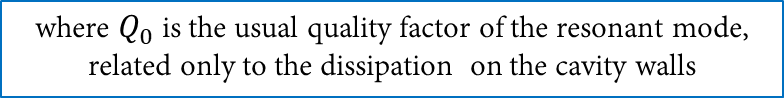 where Q₀ is the usual quality factor of the resonant mode,
related only to the dissipation on the cavity walls